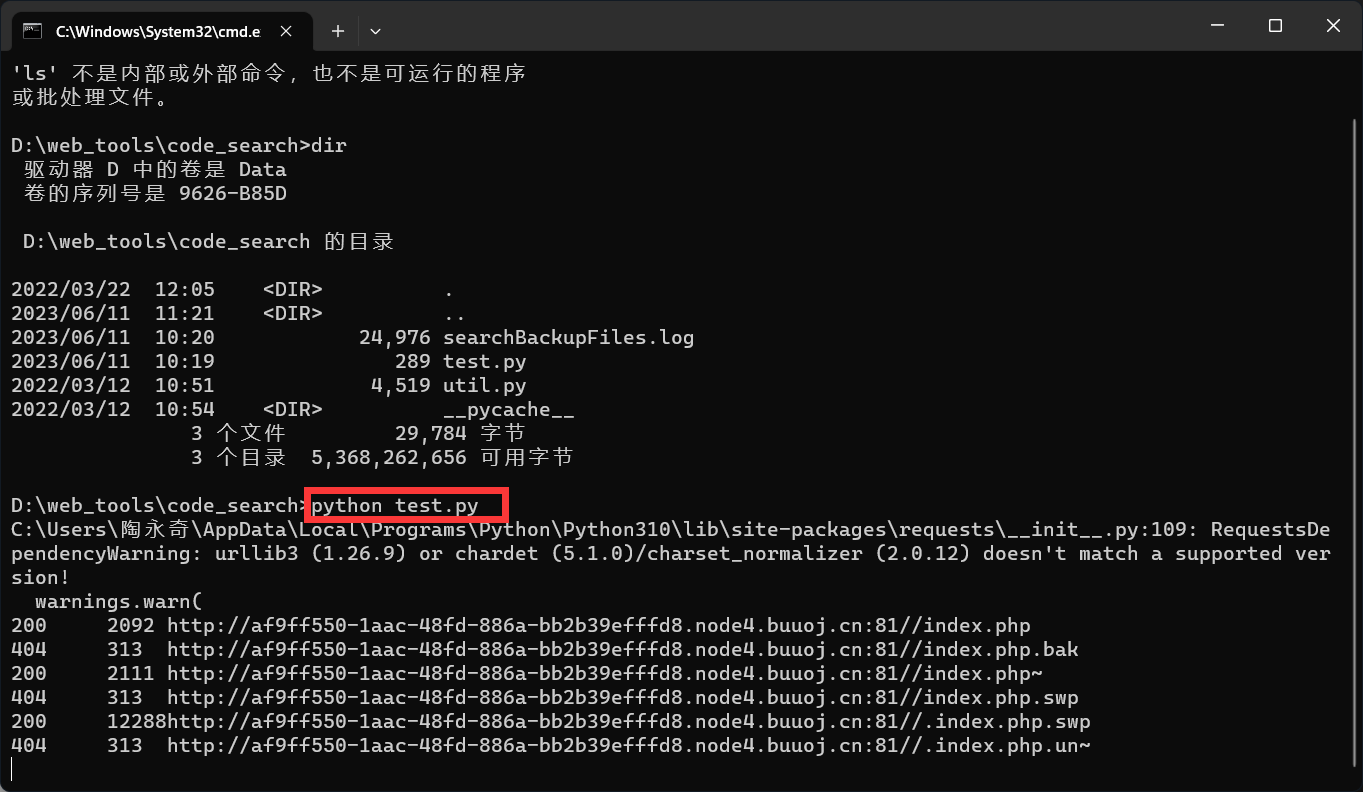 C:\Windows\System32\cmd.e
'ls' 不是内部或外部命令，也不是可运行的程序
或批处理文件。
D:\web_tools\code_search>dir
 驱动器 D 中的卷是 Data
 卷的序列号是 9626-B85D
 D:\web_tools\code_search 的目录
2022/03/22  12:05    <DIR>          .
2023/06/11  11:21    <DIR>          ..
2023/06/11  10:20            24,976 searchBackupFiles.log
2023/06/11  10:19               289 test.py
2022/03/12  10:51             4,519 util.py
2022/03/12  10:54    <DIR>          __pycache__
               3 个文件         29,784 字节
               3 个目录  5,368,262,656 可用字节
D:\web_tools\code_search>python test.py
C:\Users\陶永奇\AppData\Local\Programs\Python\Python310\lib\site-packages\requests\__init__.py:109: RequestsDe
pendencyWarning: urllib3 (1.26.9) or chardet (5.1.0)/charset_normalizer (2.0.12) doesn't match a supported ver
sion!
  warnings.warn(
200     2092 http://af9ff550-1aac-48fd-886a-bb2b39efffd8.node4.buuoj.cn:81//index.php
404     313  http://af9ff550-1aac-48fd-886a-bb2b39efffd8.node4.buuoj.cn:81//index.php.bak
200     2111 http://af9ff550-1aac-48fd-886a-bb2b39efffd8.node4.buuoj.cn:81//index.php~
404     313  http://af9ff550-1aac-48fd-886a-bb2b39efffd8.node4.buuoj.cn:81//index.php.swp
200     12288http://af9ff550-1aac-48fd-886a-bb2b39efffd8.node4.buuoj.cn:81//.index.php.swp
404     313  http://af9ff550-1aac-48fd-886a-bb2b39efffd8.node4.buuoj.cn:81//.index.php.un~